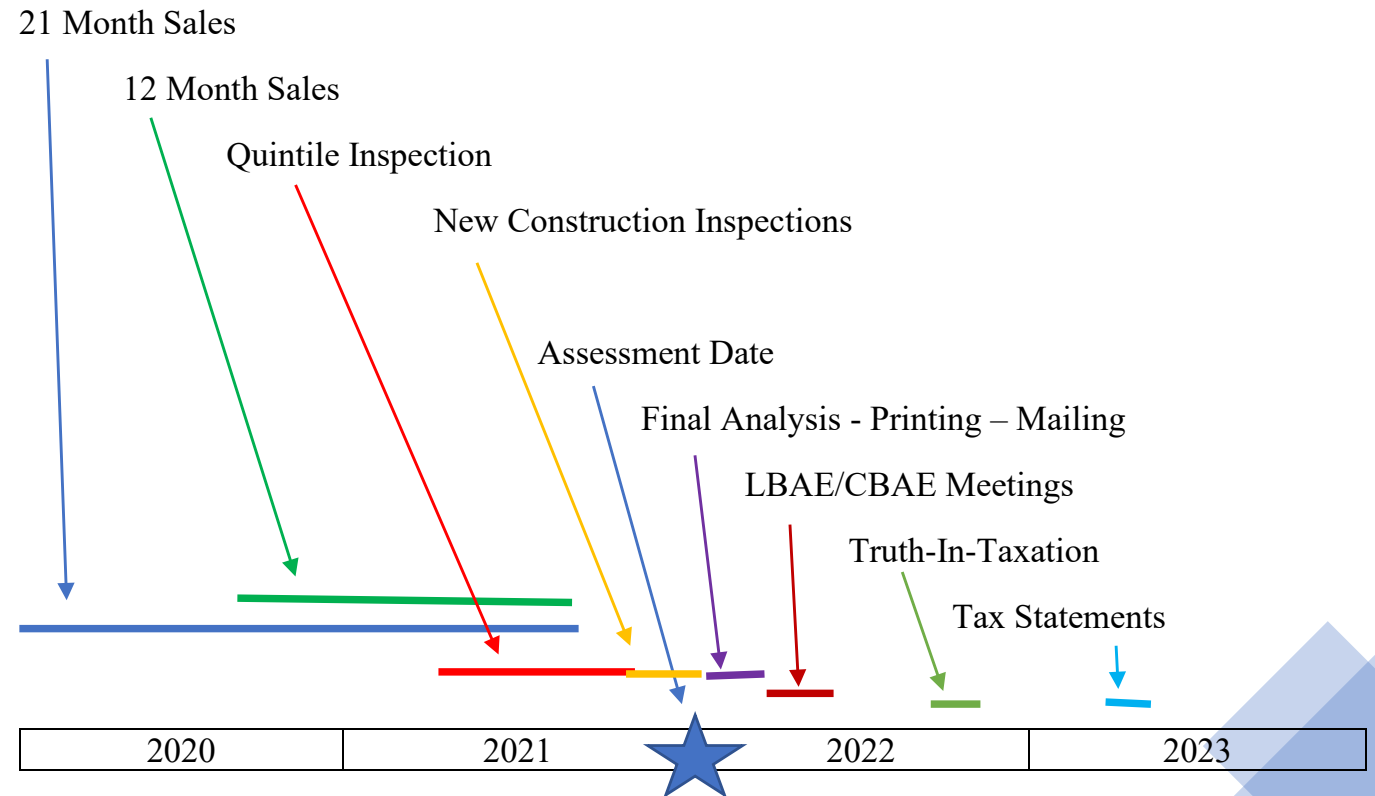 21 Month Sales
12 Month Sales
Quintile Inspection
New Construction Inspections
Assessment Date
Final Analysis - Printing – Mailing
LBAE/CBAE Meetings
Truth-In-Taxation
Tax Statements
2020 2021 2022 2023